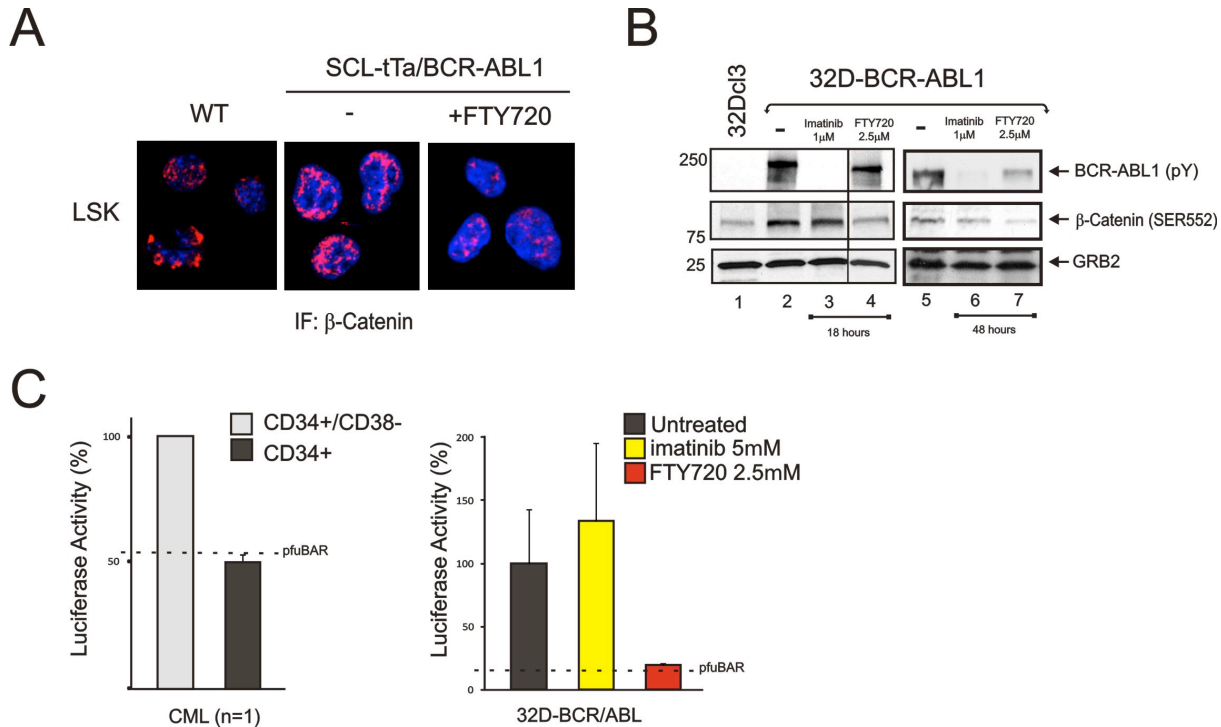 A
SCL-tTa/BCR-ABL1
WT
-
+FTY720
LSK
IF: β-Catenin
B
32Dcl3
32D-BCR-ABL1
-
Imatinib
1μM
FTY720
2.5μM
-
Imatinib
1μM
FTY720
2.5μM
250
BCR-ABL1 (pY)
β-Catenin (SER552)
75
25
GRB2
1 2 3 4 5 6 7
18 hours
48 hours
C
Luciferase Activity (%)
100
50
CD34+/CD38-
CD34+
pfuBAR
CML (n=1)
Luciferase Activity (%)
200
150
100
50
0
Untreated
imatinib 5mM
FTY720 2.5mM
pfuBAR
32D-BCR/ABL